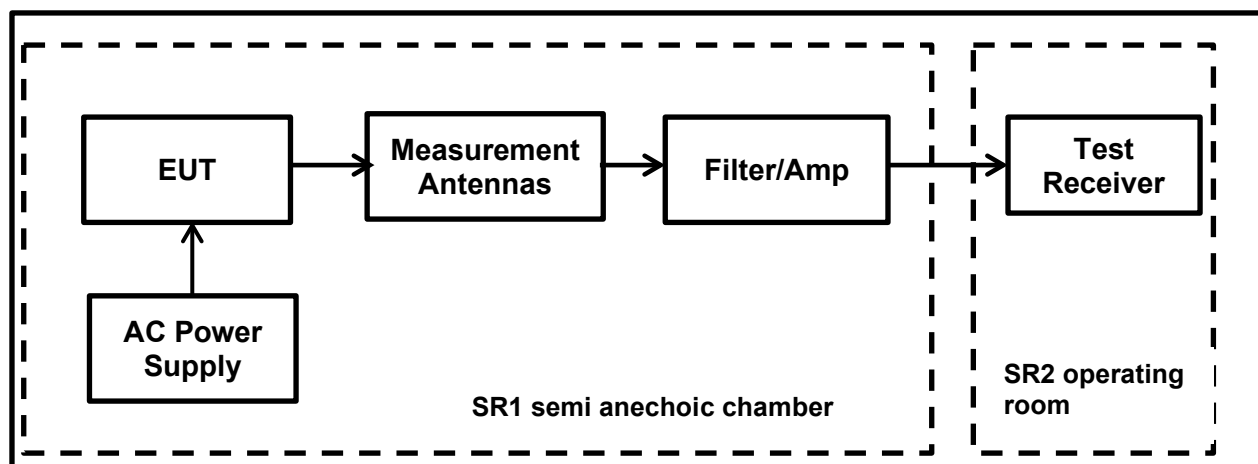 EUT
Measurement
Antennas
Filter/Amp
Test
Receiver
AC Power
Supply
SR1 semi anechoic chamber
SR2 operating
room